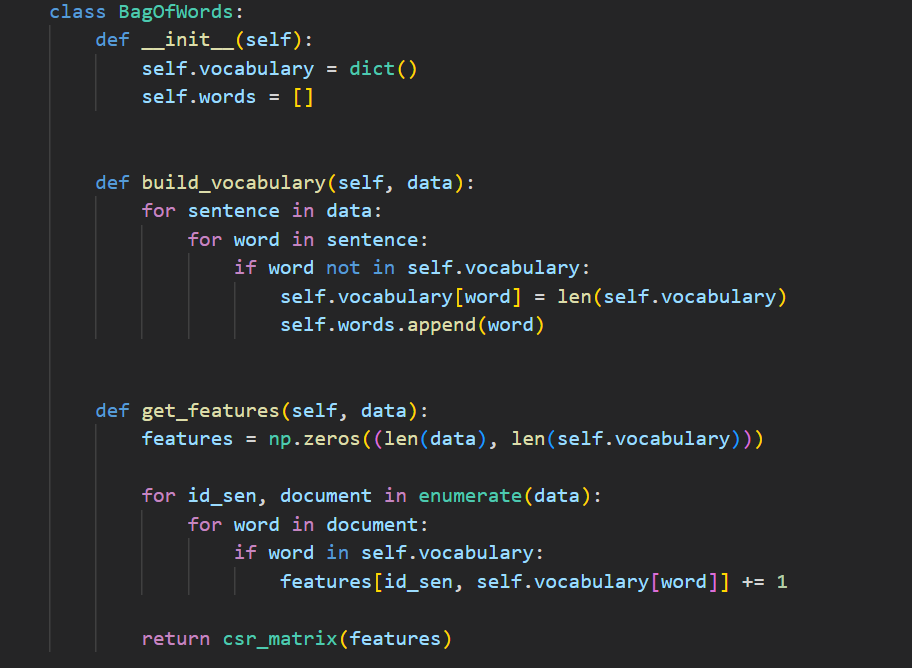 class BagOfWords:
    def __init__(self):
        self.vocabulary = dict()
        self.words = []
    def build_vocabulary(self, data):
        for sentence in data:
            for word in sentence:
                if word not in self.vocabulary:
                    self.vocabulary[word] = len(self.vocabulary)
                    self.words.append(word)
    def get_features(self, data):
        features = np.zeros((len(data), len(self.vocabulary)))
        for id_sen, document in enumerate(data):
            for word in document:
                if word in self.vocabulary:
                    features[id_sen, self.vocabulary[word]] += 1
        return csr_matrix(features)